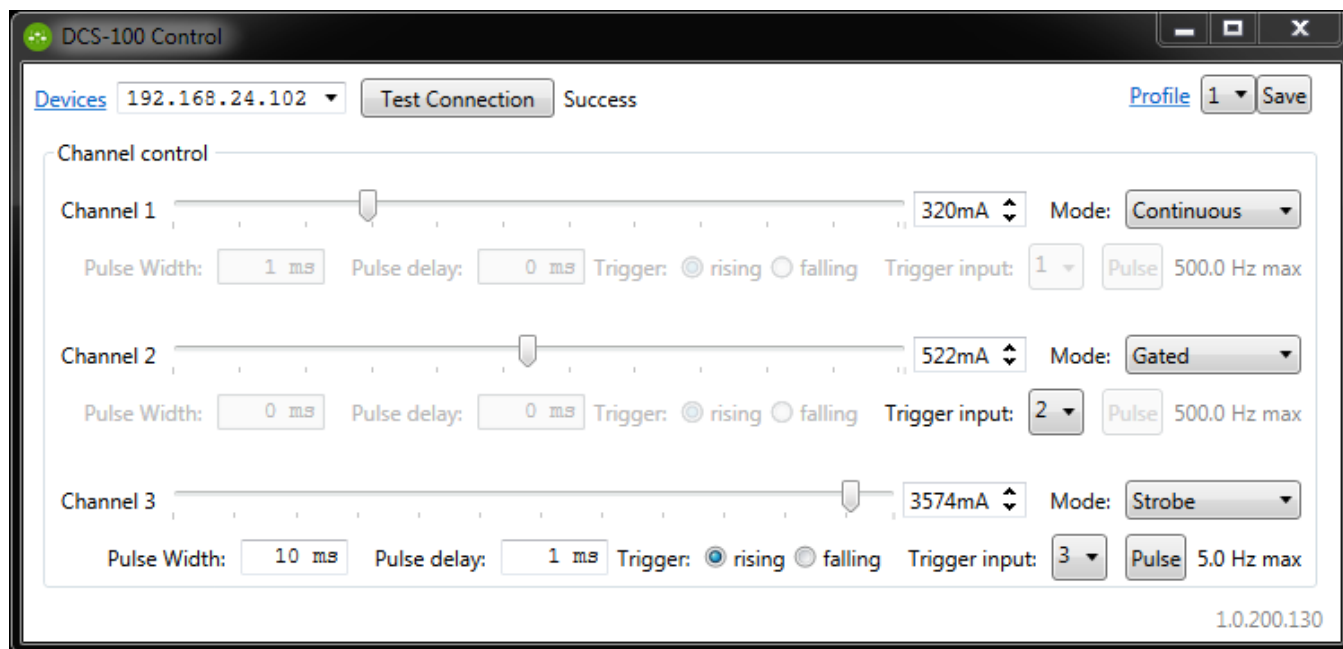 DCS-100 Control
Devices 192.168.24.102 Test Connection Success Profile 1 Save
Channel control
Channel 1 320mA Mode: Continuous
Pulse Width: 1 ms Pulse delay: 0 ms Trigger: rising falling Trigger input: 1 Pulse 500.0 Hz max
Channel 2 522mA Mode: Gated
Pulse Width: 0 ms Pulse delay: 0 ms Trigger: rising falling Trigger input: 2 Pulse 500.0 Hz max
Channel 3 3574mA Mode: Strobe
Pulse Width: 10 ms Pulse delay: 1 ms Trigger: rising falling Trigger input: 3 Pulse 5.0 Hz max
1.0.200.130